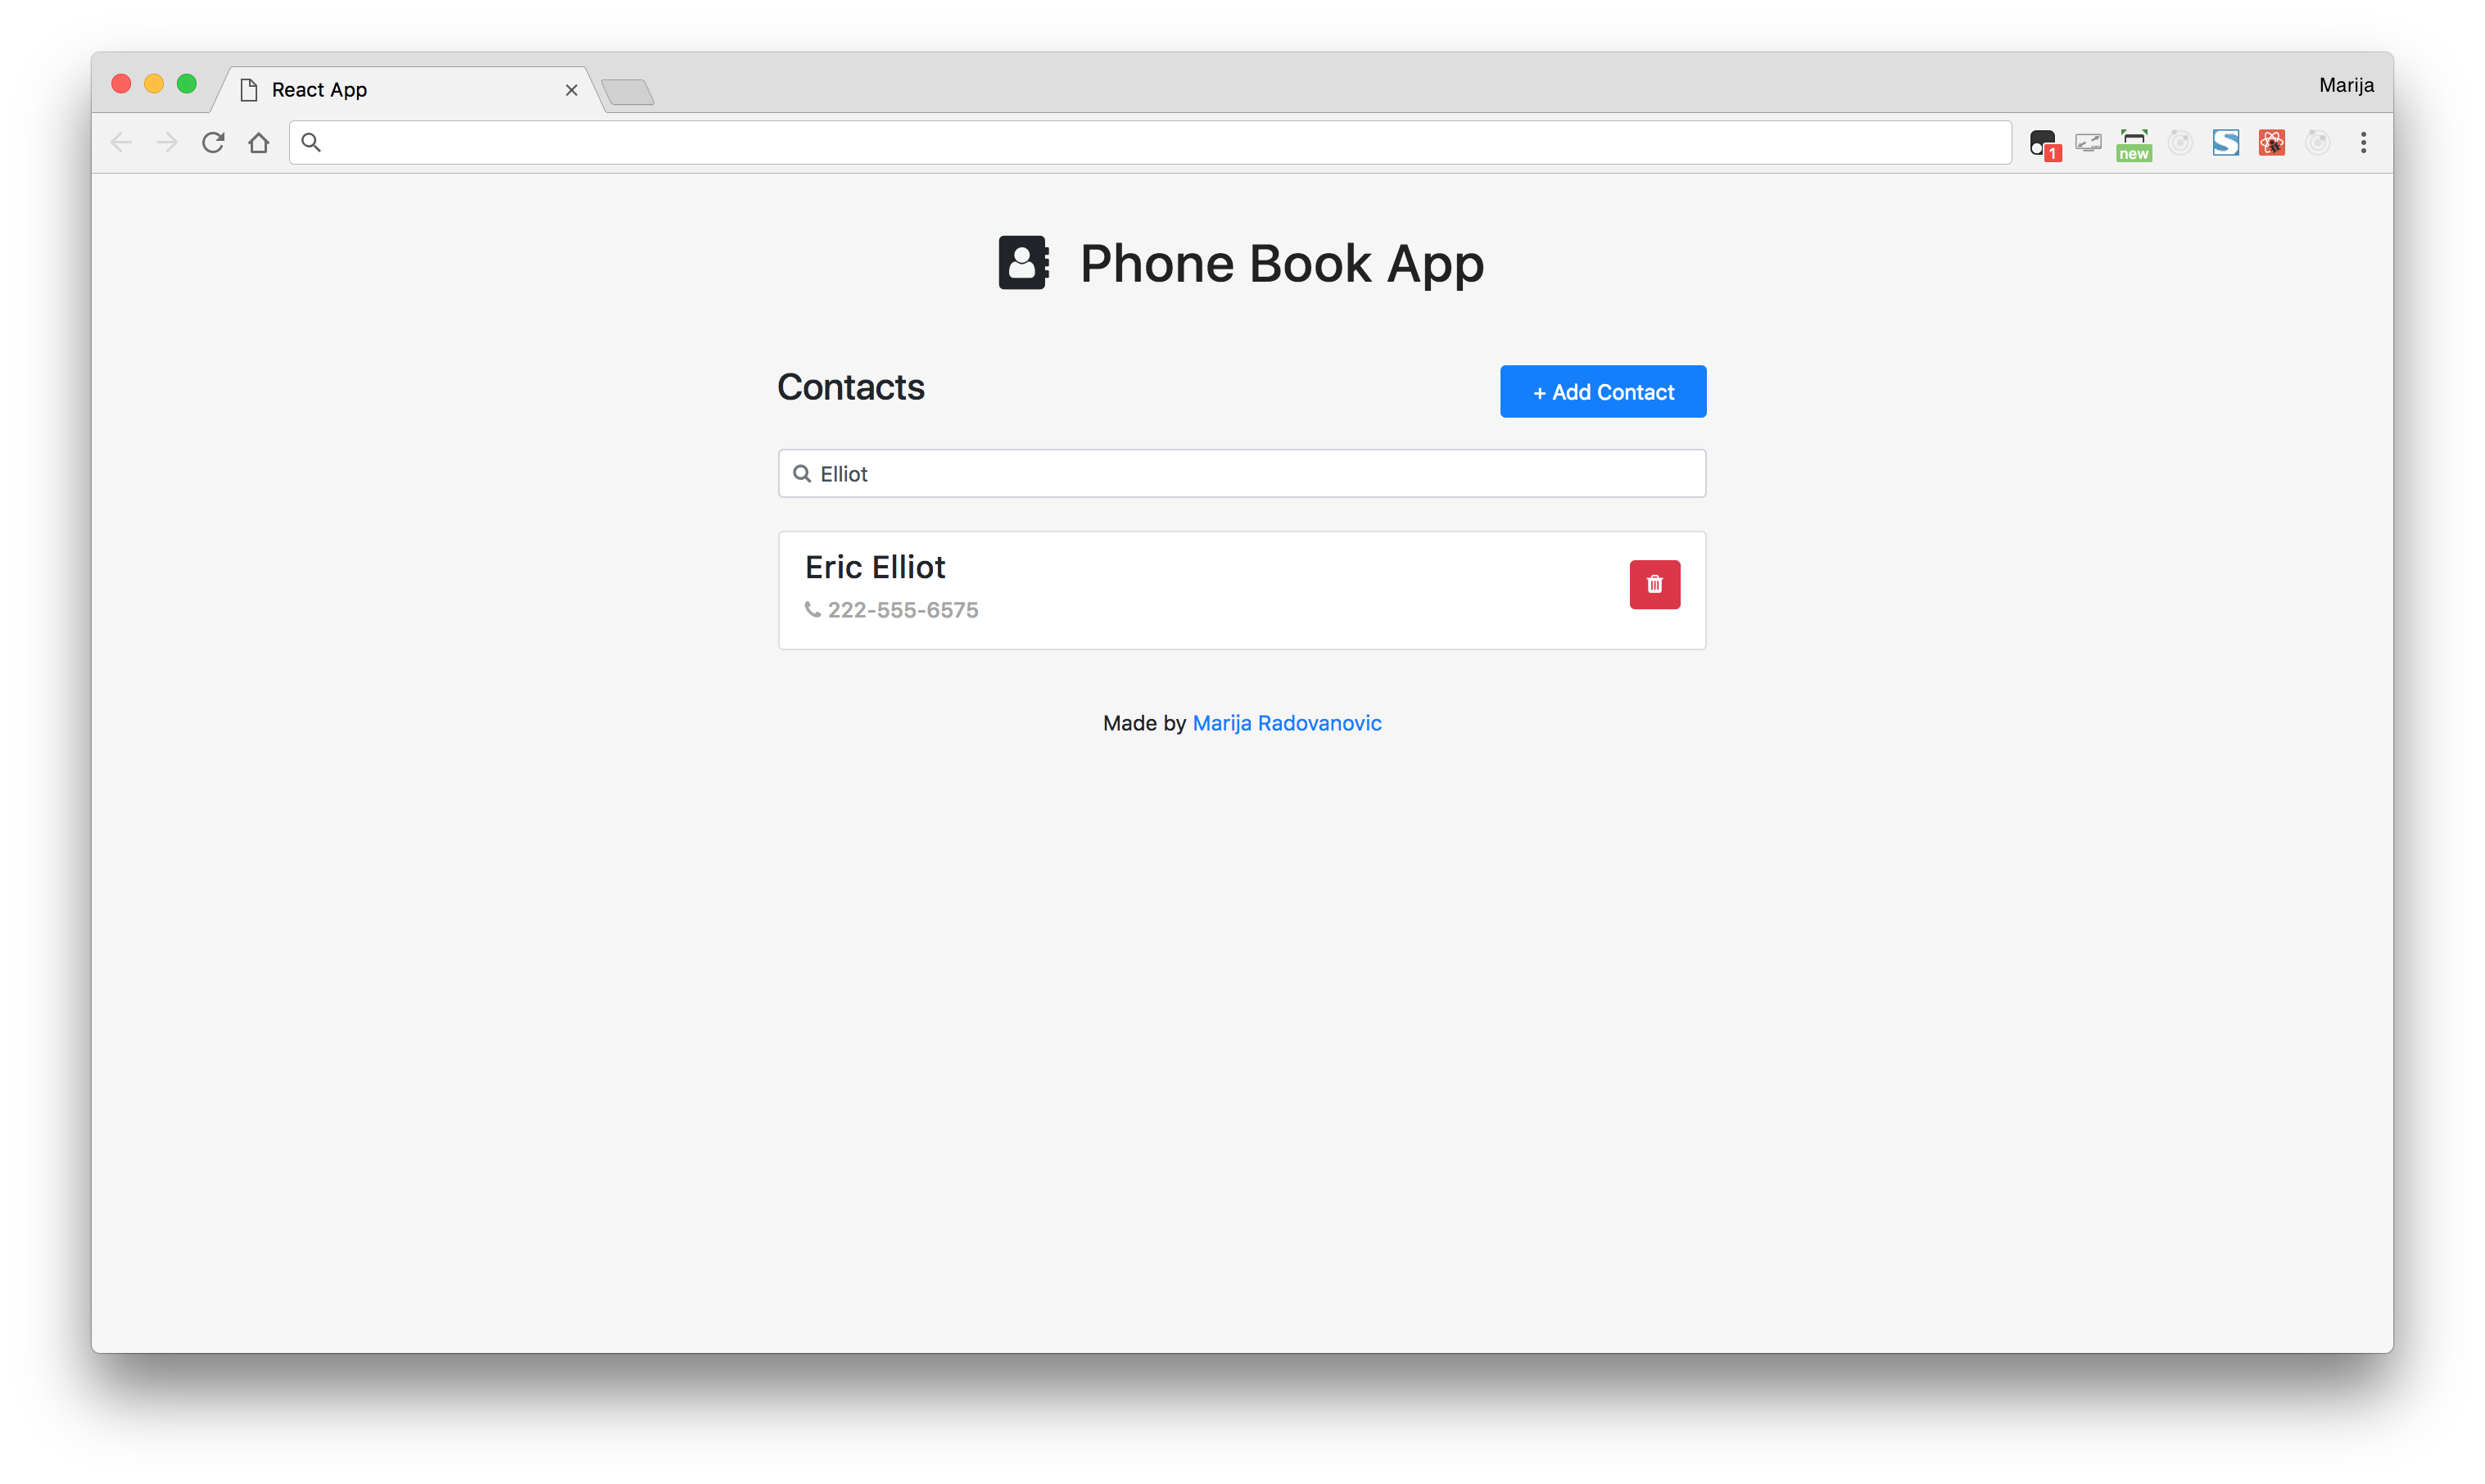 React App
Marija
1
new
Phone Book App
Contacts
+ Add Contact
Elliot
Eric Elliot
222-555-6575
Made by Marija Radovanovic